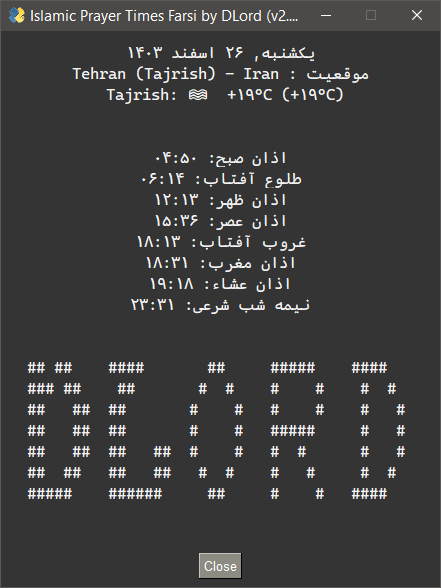 Islamic Prayer Times Farsi by DLord (v2....
یکشنبه, ۲۶ اسفند ۱۴۰۳
موقعیت : Tehran (Tajrish) - Iran
Tajrish: 🌫 +۱۹°C (+۱۹°C)
اذان صبح: ۰۴:۵۰
طلوع آفتاب: ۰۶:۱۴
اذان ظهر: ۱۲:۱۳
اذان عصر: ۱۵:۳۶
غروب آفتاب: ۱۸:۱۳
اذان مغرب: ۱۸:۳۱
اذان عشاء: ۱۹:۱۸
نیمه شب شرعی: ۲۳:۳۱
DLORD
Close